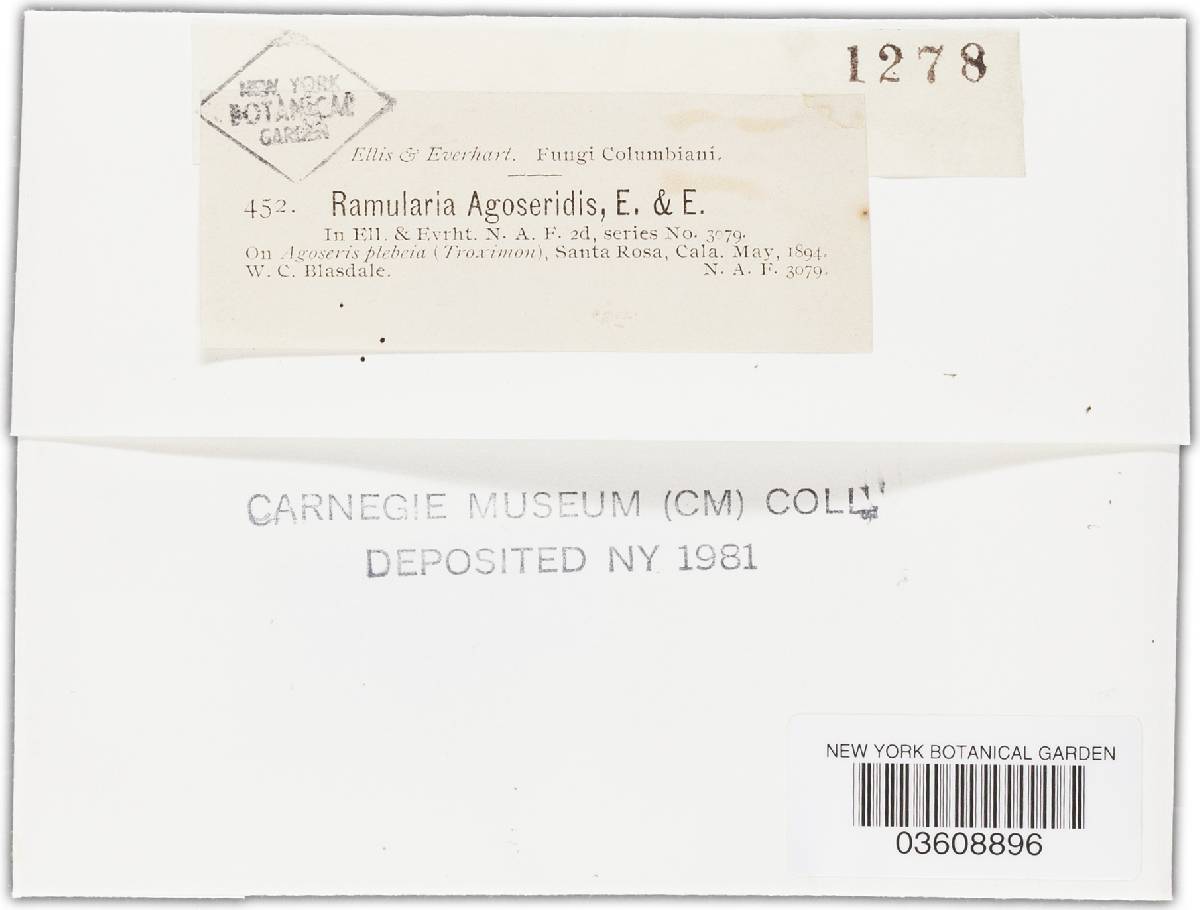 1278
NEW YORK
BOTANICAL
GARDEN
Ellis & Everhart. Fungi Columbiani.
452. Ramularia Agoseridis, E. & E.
In Ell. & Evrht. N. A. F. 2d, series No. 3079.
On Agoseris plebeia (Troximon), Santa Rosa, Cala. May, 1894.
W. C. Blasdale. N. A. F. 3079.
CARNEGIE MUSEUM (CM) COLL.
DEPOSITED NY 1981
NEW YORK BOTANICAL GARDEN
03608896